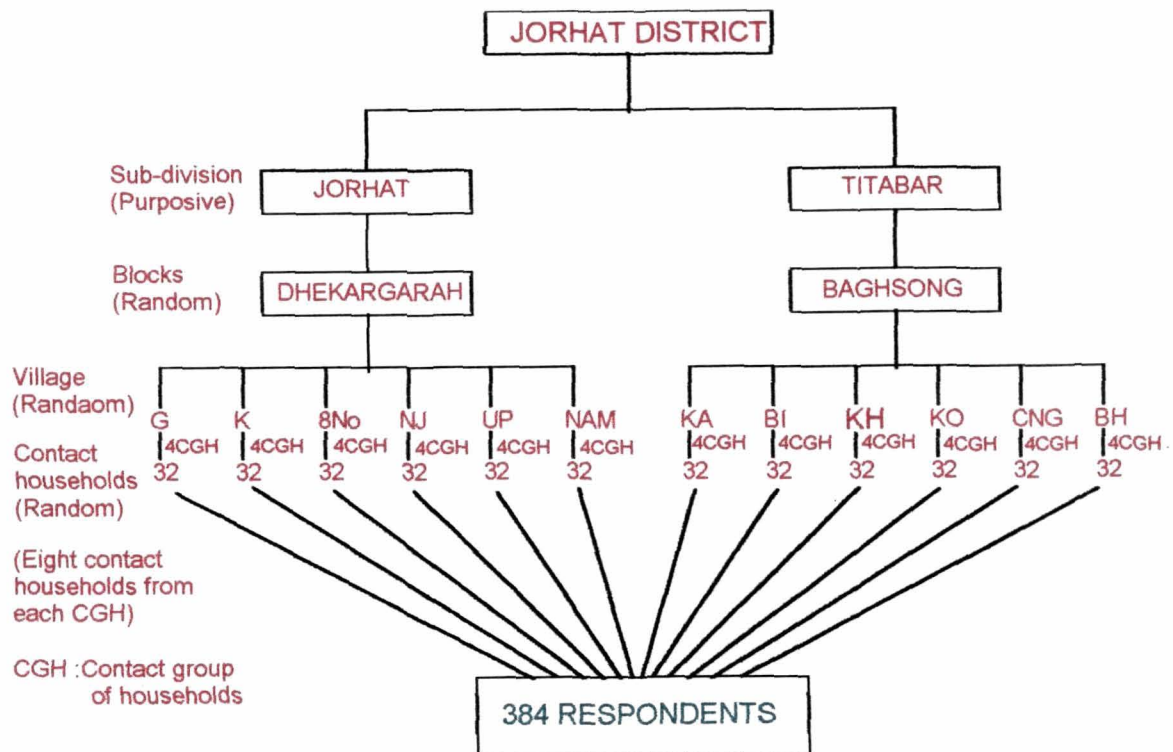 JORHAT DISTRICT
Sub-division
(Purposive)
JORHAT
TITABAR
Blocks
(Random)
DHEKARGARAH
BAGHSONG
Village
(Randaom)
G K 8No NJ UP NAM KA BI KH KO CNG BH
4CGH 4CGH 4CGH 4CGH 4CGH 4CGH 4CGH 4CGH 4CGH 4CGH 4CGH 4CGH
Contact
households
(Random)
32 32 32 32 32 32 32 32 32 32 32 32
(Eight contact
households from
each CGH)
CGH :Contact group
of households
384 RESPONDENTS